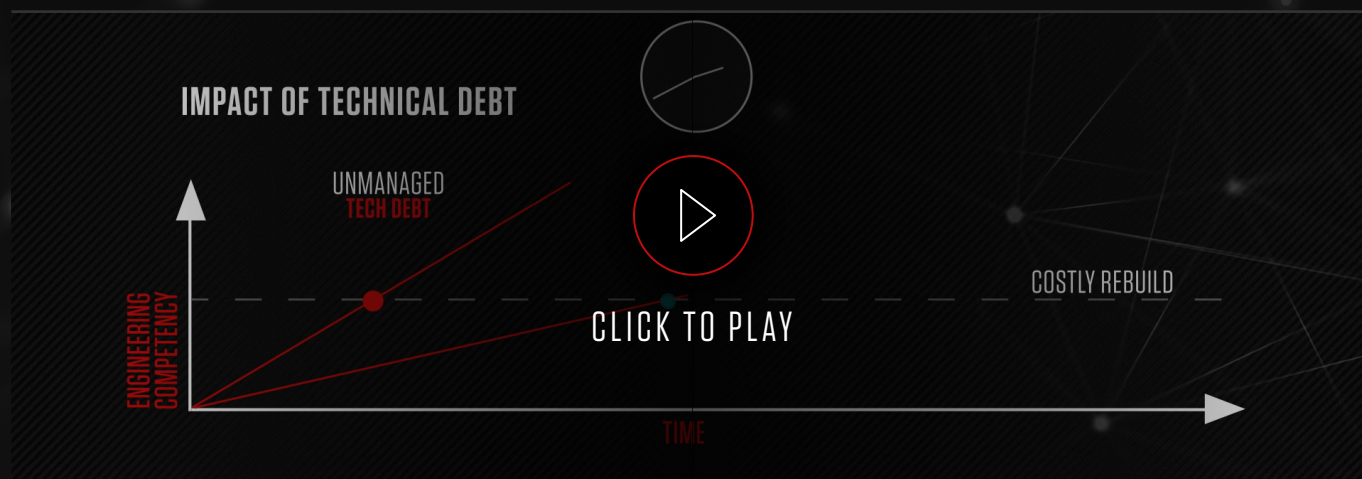 IMPACT OF TECHNICAL DEBT
UNMANAGED
TECH DEBT
COSTLY REBUILD
CLICK TO PLAY
ENGINEERING
COMPETENCY
TIME